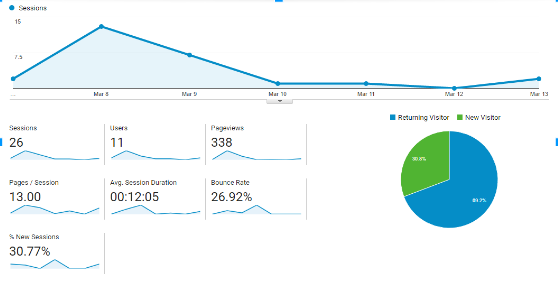 Sessions
15
7.5
...
Mar 8
Mar 9
Mar 10
Mar 11
Mar 12
Mar 13
Returning Visitor
New Visitor
Sessions
26
Users
11
Pageviews
338
30.8%
69.2%
Pages / Session
13.00
Avg. Session Duration
00:12:05
Bounce Rate
26.92%
% New Sessions
30.77%